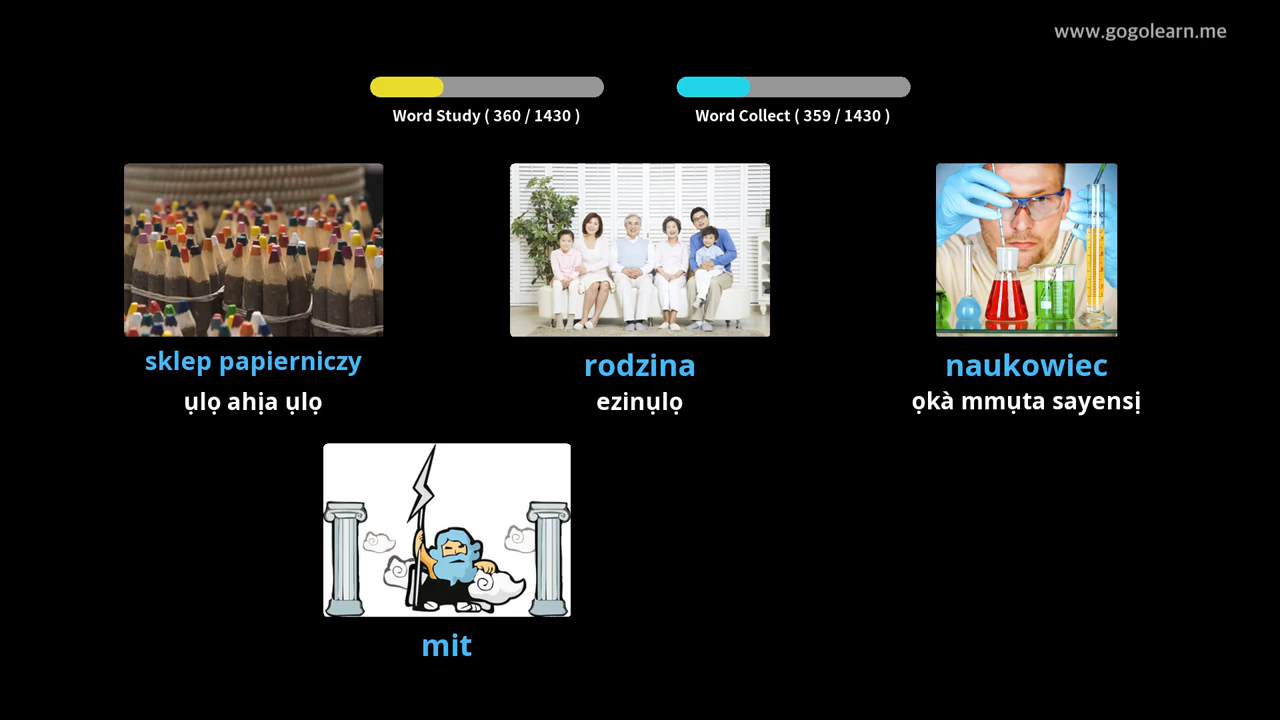 www.gogolearn.me
Word Study ( 360 / 1430 )
Word Collect ( 359 / 1430 )
sklep papierniczy
rodzina
naukowiec
ụlọ ahịa ụlọ
ezinụlọ
ọkà mmụta sayensị
mit